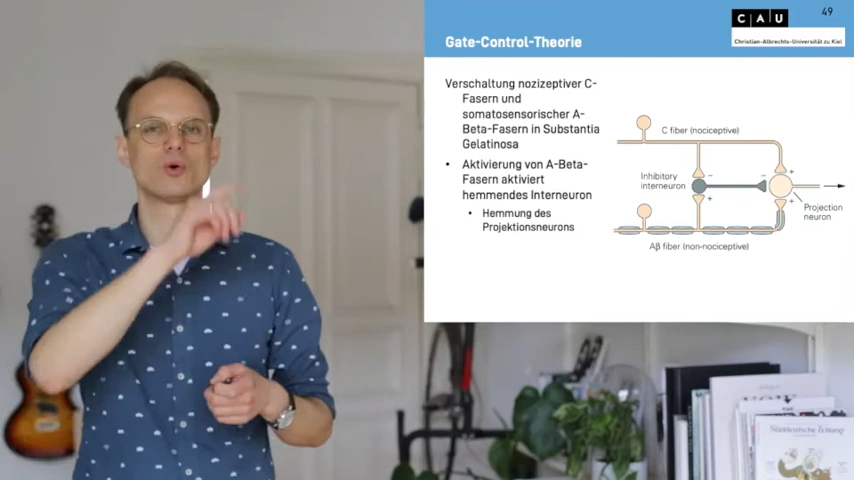 49
CAU
Christian-Albrechts-Universität zu Kiel
Gate-Control-Theorie
Verschaltung nozizeptiver C-
Fasern und
somatosensorischer A-
Beta-Fasern in Substantia
Gelatinosa
• Aktivierung von A-Beta-
Fasern aktiviert
hemmendes Interneuron
• Hemmung des
Projektionsneurons
C fiber (nociceptive)
+
Inhibitory
interneuron
−
−
+
+
Projection
neuron
Aβ fiber (non-nociceptive)
Süddeutsche Zeitung